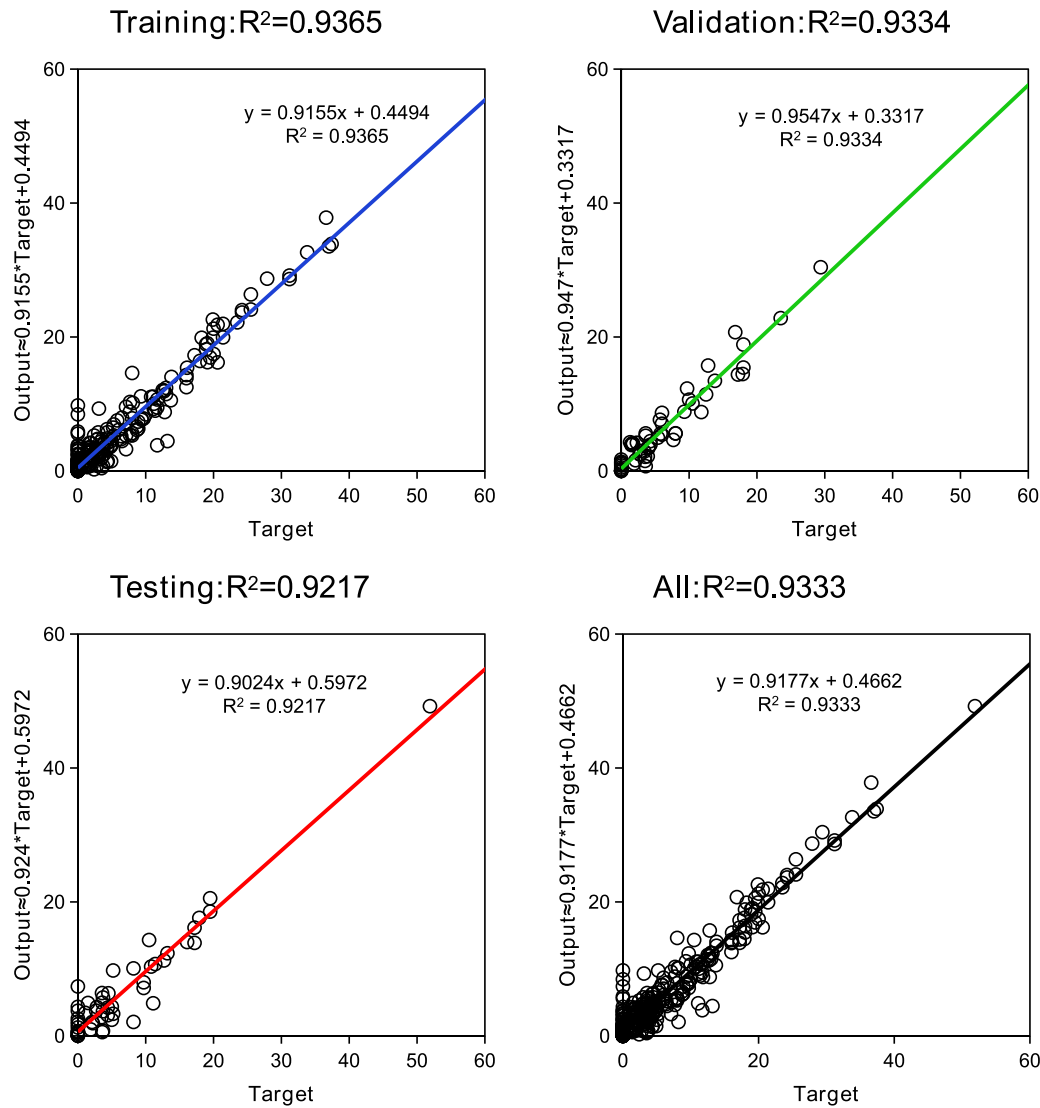 Training:R²=0.9365
Output≈0.9155*Target+0.4494
60
40
20
0
y = 0.9155x + 0.4494
R² = 0.9365
0 10 20 30 40 50 60
Target
Validation:R²=0.9334
Output≈0.947*Target+0.3317
60
40
20
0
y = 0.9547x + 0.3317
R² = 0.9334
0 10 20 30 40 50 60
Target
Testing:R²=0.9217
Output≈0.924*Target+0.5972
60
40
20
0
y = 0.9024x + 0.5972
R² = 0.9217
0 10 20 30 40 50 60
Target
All:R²=0.9333
Output≈0.9177*Target+0.4662
60
40
20
0
y = 0.9177x + 0.4662
R² = 0.9333
0 20 40 60
Target